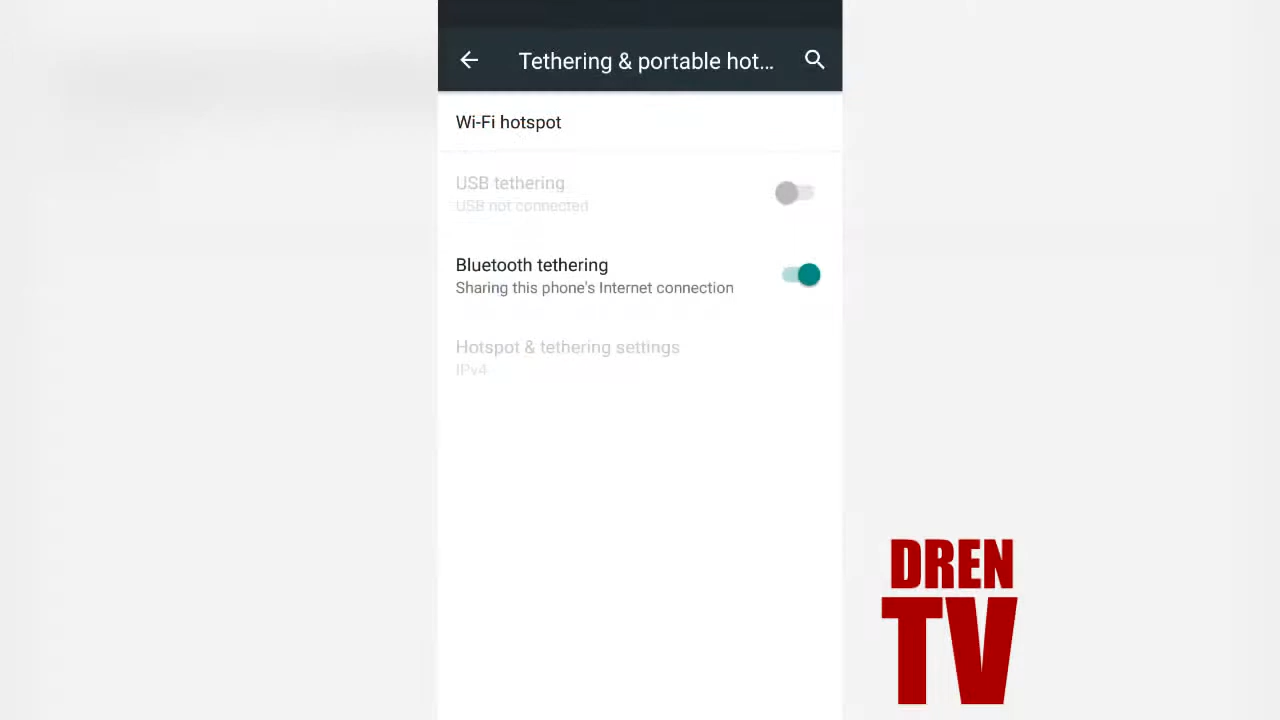 Tethering & portable hot...
Wi-Fi hotspot
USB tethering
USB not connected
Bluetooth tethering
Sharing this phone's Internet connection
Hotspot & tethering settings
IPv4
DREN
TV